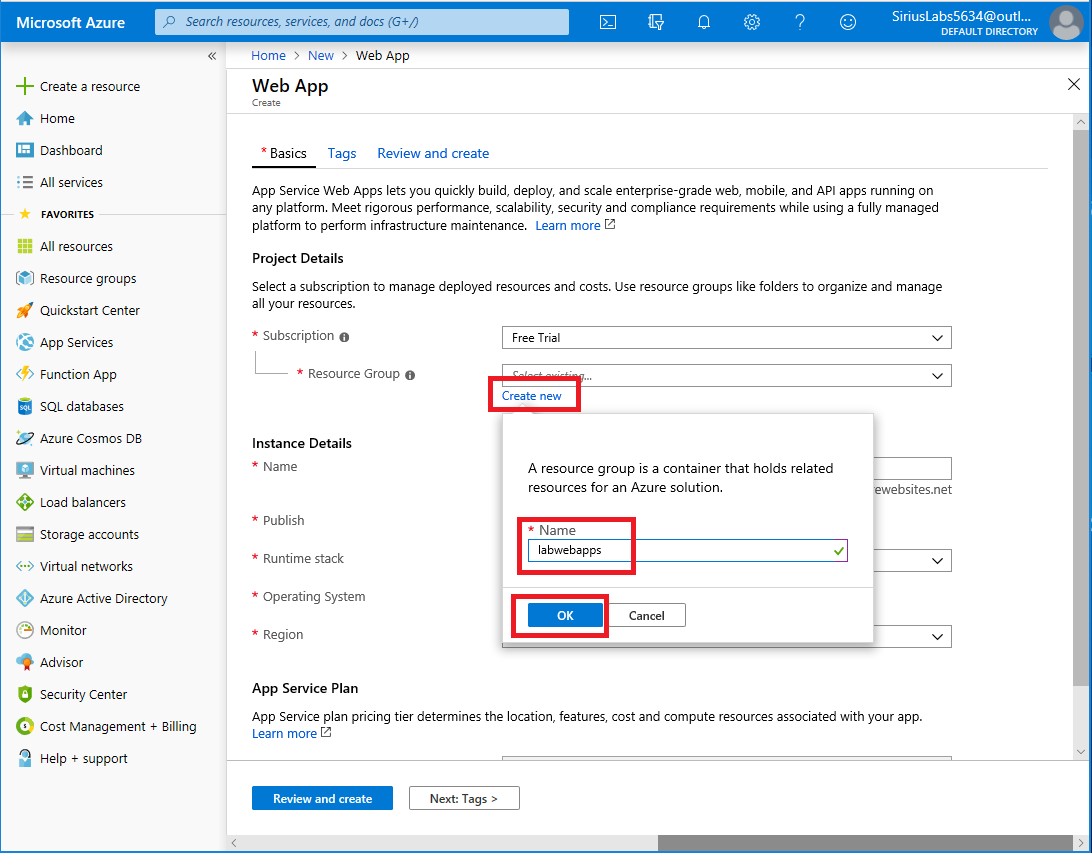 Microsoft Azure
Search resources, services, and docs (G+/)
SiriusLabs5634@outl...
DEFAULT DIRECTORY
Create a resource
Home
Dashboard
All services
FAVORITES
All resources
Resource groups
Quickstart Center
App Services
Function App
SQL databases
Azure Cosmos DB
Virtual machines
Load balancers
Storage accounts
Virtual networks
Azure Active Directory
Monitor
Advisor
Security Center
Cost Management + Billing
Help + support
Home > New > Web App
Web App
Create
* Basics Tags Review and create
App Service Web Apps lets you quickly build, deploy, and scale enterprise-grade web, mobile, and API apps running on
any platform. Meet rigorous performance, scalability, security and compliance requirements while using a fully managed
platform to perform infrastructure maintenance. Learn more
Project Details
Select a subscription to manage deployed resources and costs. Use resource groups like folders to organize and manage
all your resources.
* Subscription
Free Trial
* Resource Group
Select existing...
Create new
A resource group is a container that holds related
resources for an Azure solution.
* Name
labwebapps
OK Cancel
Instance Details
* Name
ewebsites.net
* Publish
* Runtime stack
* Operating System
* Region
App Service Plan
App Service plan pricing tier determines the location, features, cost and compute resources associated with your app.
Learn more
Review and create
Next: Tags >